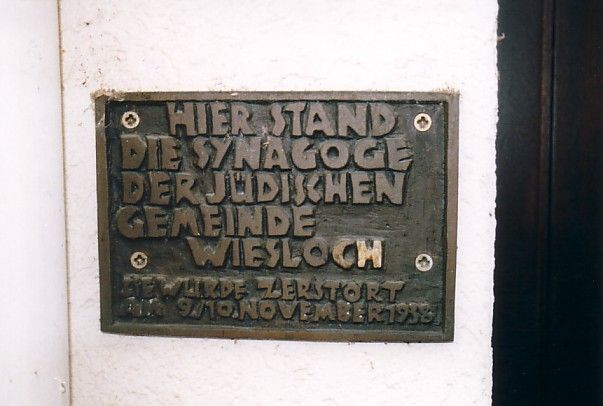 HIER STAND
DIE SYNAGOGE
DER JÜDISCHEN
GEMEINDE
WIESLOCH
SIE WURDE ZERSTÖRT
AM 9./10. NOVEMBER 1938